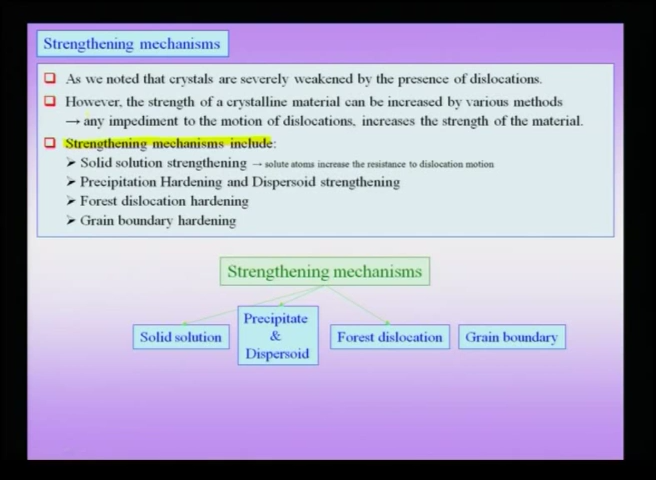 Strengthening mechanisms
❑ As we noted that crystals are severely weakened by the presence of dislocations.
❑ However, the strength of a crystalline material can be increased by various methods
→ any impediment to the motion of dislocations, increases the strength of the material.
❑ Strengthening mechanisms include:
➤ Solid solution strengthening → solute atoms increase the resistance to dislocation motion
➤ Precipitation Hardening and Dispersoid strengthening
➤ Forest dislocation hardening
➤ Grain boundary hardening
Strengthening mechanisms
Solid solution
Precipitate
&
Dispersoid
Forest dislocation
Grain boundary